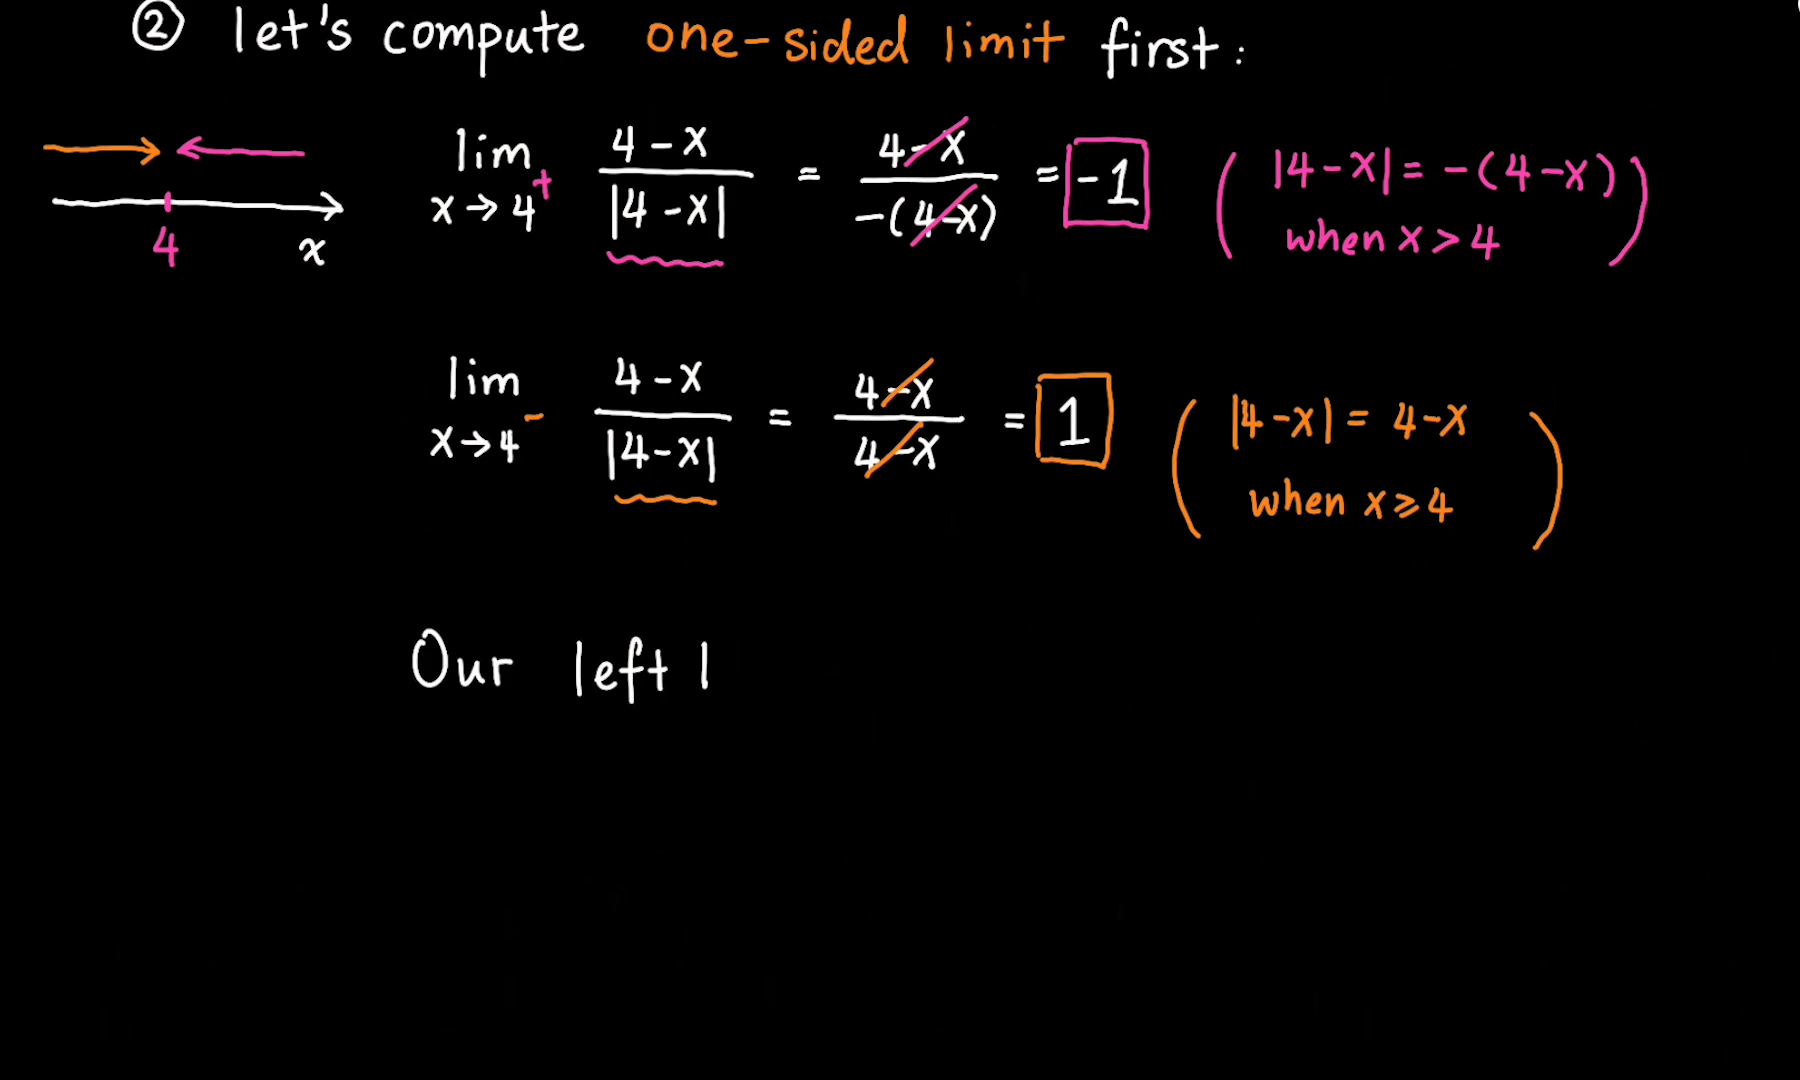 ② let's compute one-sided limit first:
lim x→4⁺ (4-x)/|4-x| = (4-x)/(-(4-x)) = -1 (|4-x| = -(4-x) when x > 4)
4 x
lim x→4⁻ (4-x)/|4-x| = (4-x)/(4-x) = 1 (|4-x| = 4-x when x ⩾ 4)
Our left l